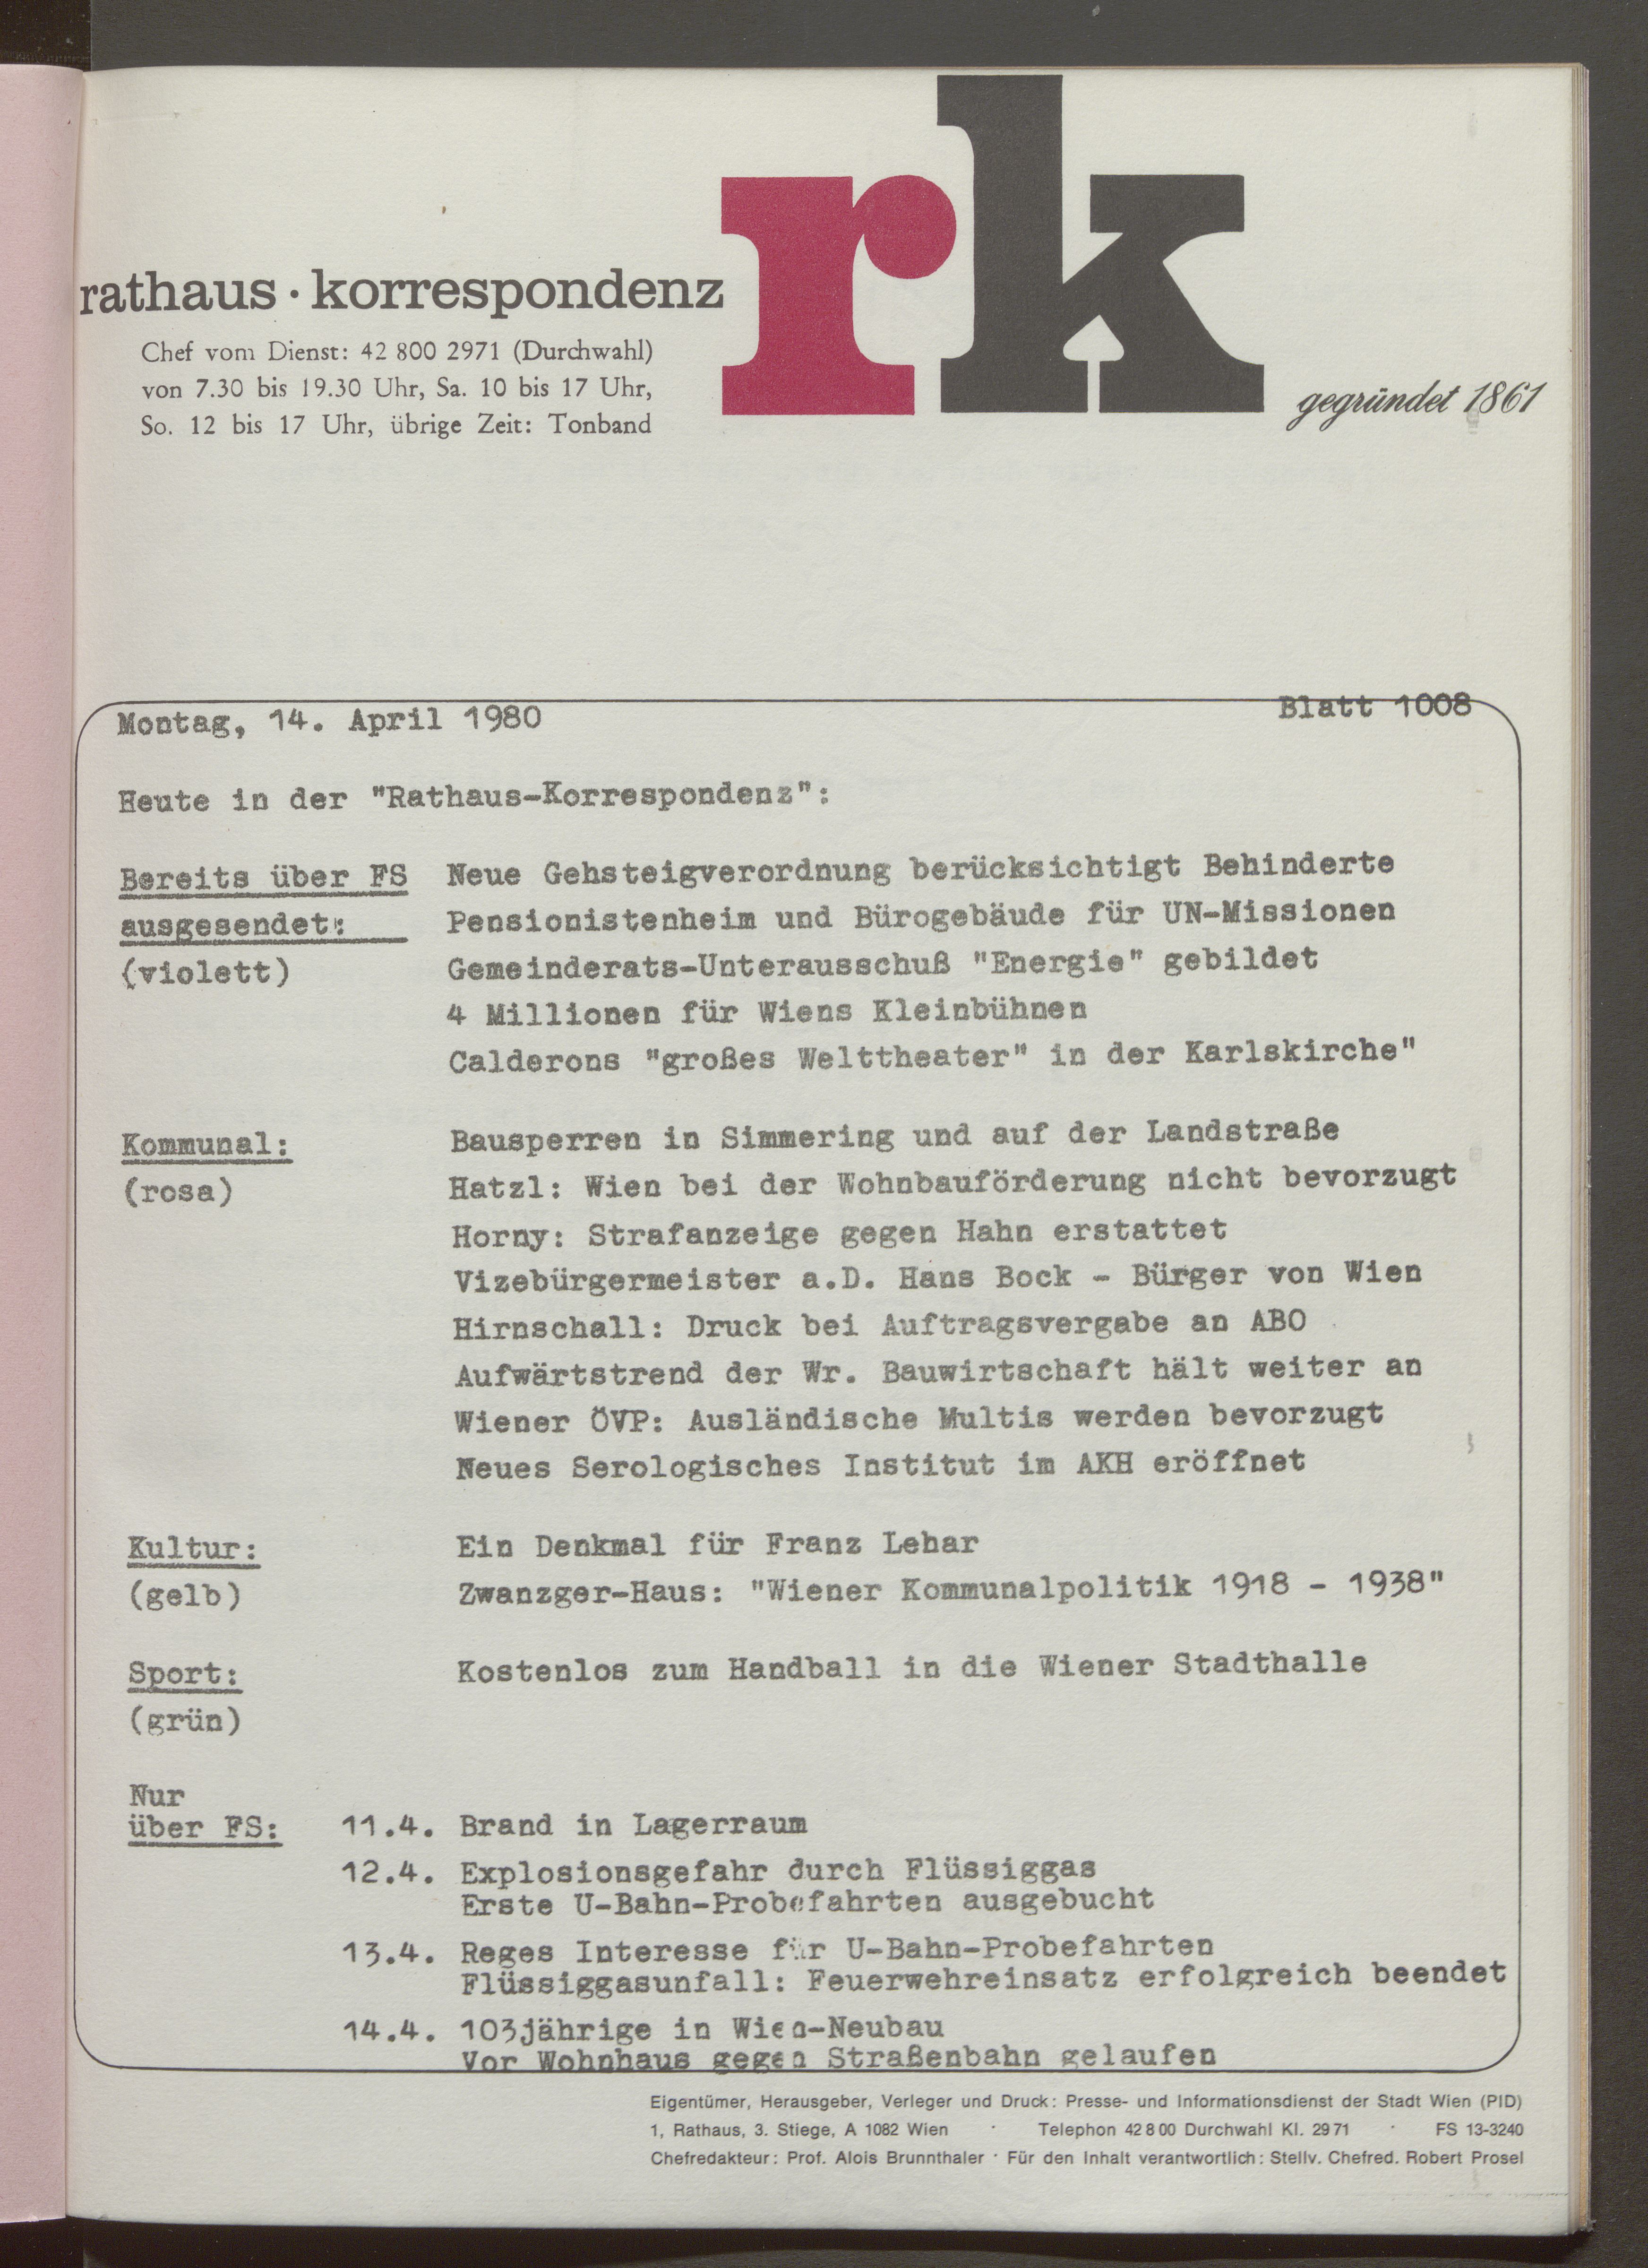 rk
rathaus · korrespondenz
Chef vom Dienst: 42 800 2971 (Durchwahl)
von 7.30 bis 19.30 Uhr, Sa. 10 bis 17 Uhr,
So. 12 bis 17 Uhr, übrige Zeit: Tonband
gegründet 1861
Montag, 14. April 1980 Blatt 1008
Heute in der "Rathaus-Korrespondenz":
Bereits über FS Neue Gehsteigverordnung berücksichtigt Behinderte
ausgesendet: Pensionistenheim und Bürogebäude für UN-Missionen
(violett) Gemeinderats-Unterausschuß "Energie" gebildet
4 Millionen für Wiens Kleinbühnen
Calderons "großes Welttheater" in der Karlskirche"
Kommunal: Bausperren in Simmering und auf der Landstraße
(rosa) Hatzl: Wien bei der Wohnbauförderung nicht bevorzugt
Horny: Strafanzeige gegen Hahn erstattet
Vizebürgermeister a.D. Hans Bock - Bürger von Wien
Hirnschall: Druck bei Auftragsvergabe an ABO
Aufwärtstrend der Wr. Bauwirtschaft hält weiter an
Wiener ÖVP: Ausländische Multis werden bevorzugt
Neues Serologisches Institut im AKH eröffnet
Kultur: Ein Denkmal für Franz Lehar
(gelb) Zwanzger-Haus: "Wiener Kommunalpolitik 1918 - 1938"
Sport: Kostenlos zum Handball in die Wiener Stadthalle
(grün)
Nur
über FS: 11.4. Brand in Lagerraum
12.4. Explosionsgefahr durch Flüssiggas
Erste U-Bahn-Probefahrten ausgebucht
13.4. Reges Interesse für U-Bahn-Probefahrten
Flüssiggasunfall: Feuerwehreinsatz erfolgreich beendet
14.4. 103jährige in Wien-Neubau
Vor Wohnhaus gegen Straßenbahn gelaufen
Eigentümer, Herausgeber, Verleger und Druck: Presse- und Informationsdienst der Stadt Wien (PID)
1, Rathaus, 3. Stiege, A 1082 Wien · Telephon 42 8 00 Durchwahl Kl. 29 71 · FS 13-3240
Chefredakteur: Prof. Alois Brunnthaler · Für den Inhalt verantwortlich: Stellv. Chefred. Robert Prosel